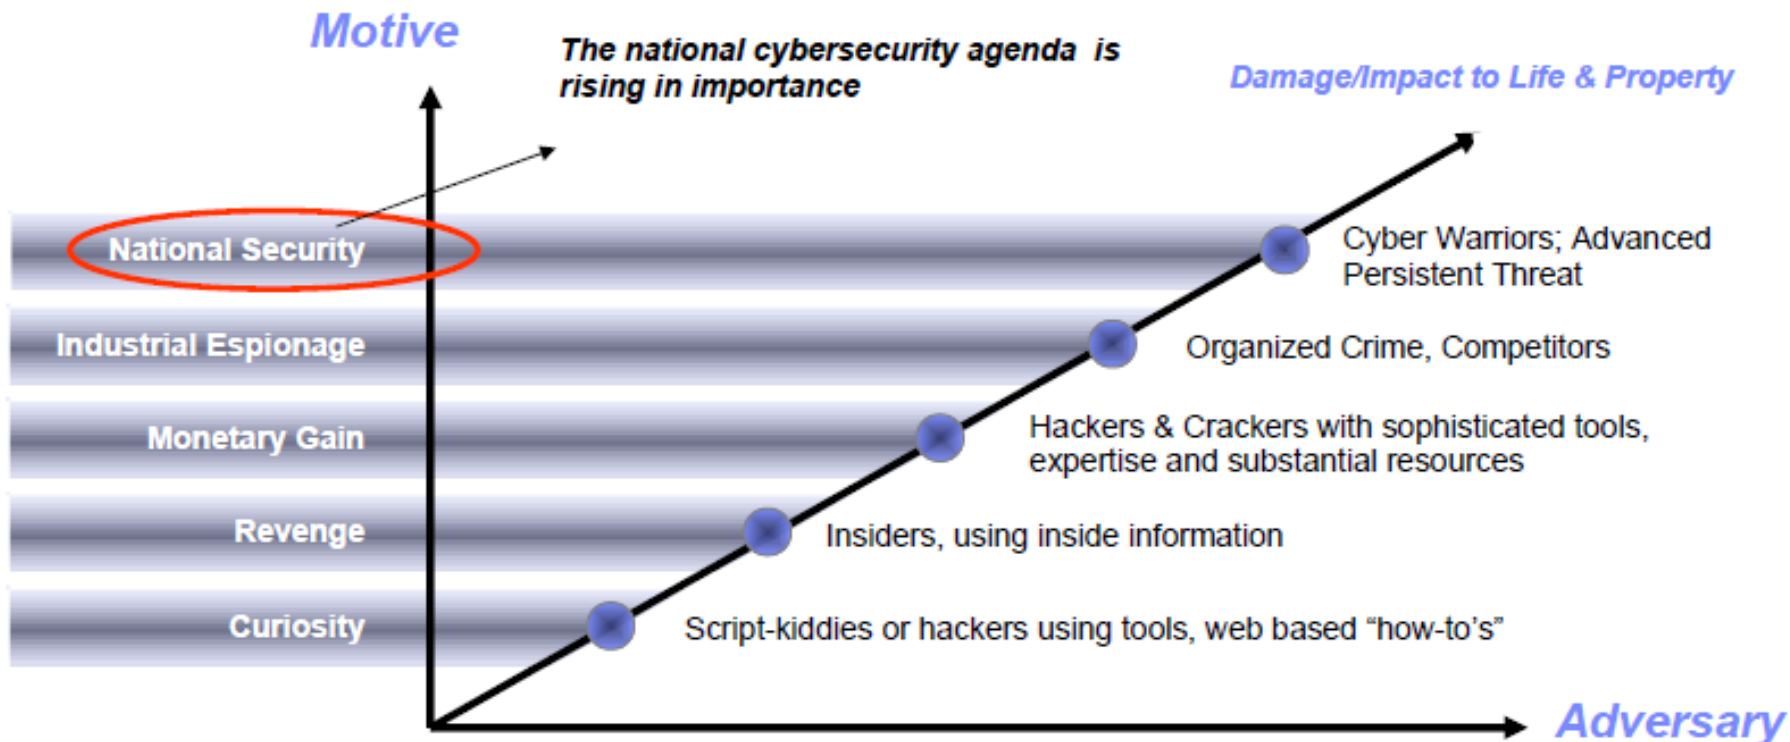 Motive
The national cybersecurity agenda is
rising in importance
Damage/Impact to Life & Property
National Security
Cyber Warriors; Advanced
Persistent Threat
Industrial Espionage
Organized Crime, Competitors
Monetary Gain
Hackers & Crackers with sophisticated tools,
expertise and substantial resources
Revenge
Insiders, using inside information
Curiosity
Script-kiddies or hackers using tools, web based “how-to’s”
Adversary